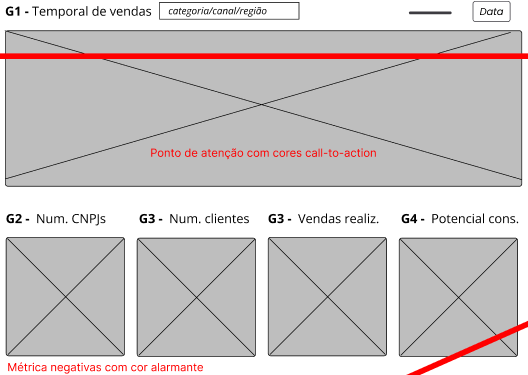 G1 - Temporal de vendas categoria/canal/região Data
Ponto de atenção com cores call-to-action
G2 - Num. CNPJs G3 - Num. clientes G3 - Vendas realiz. G4 - Potencial cons.
Métrica negativas com cor alarmante